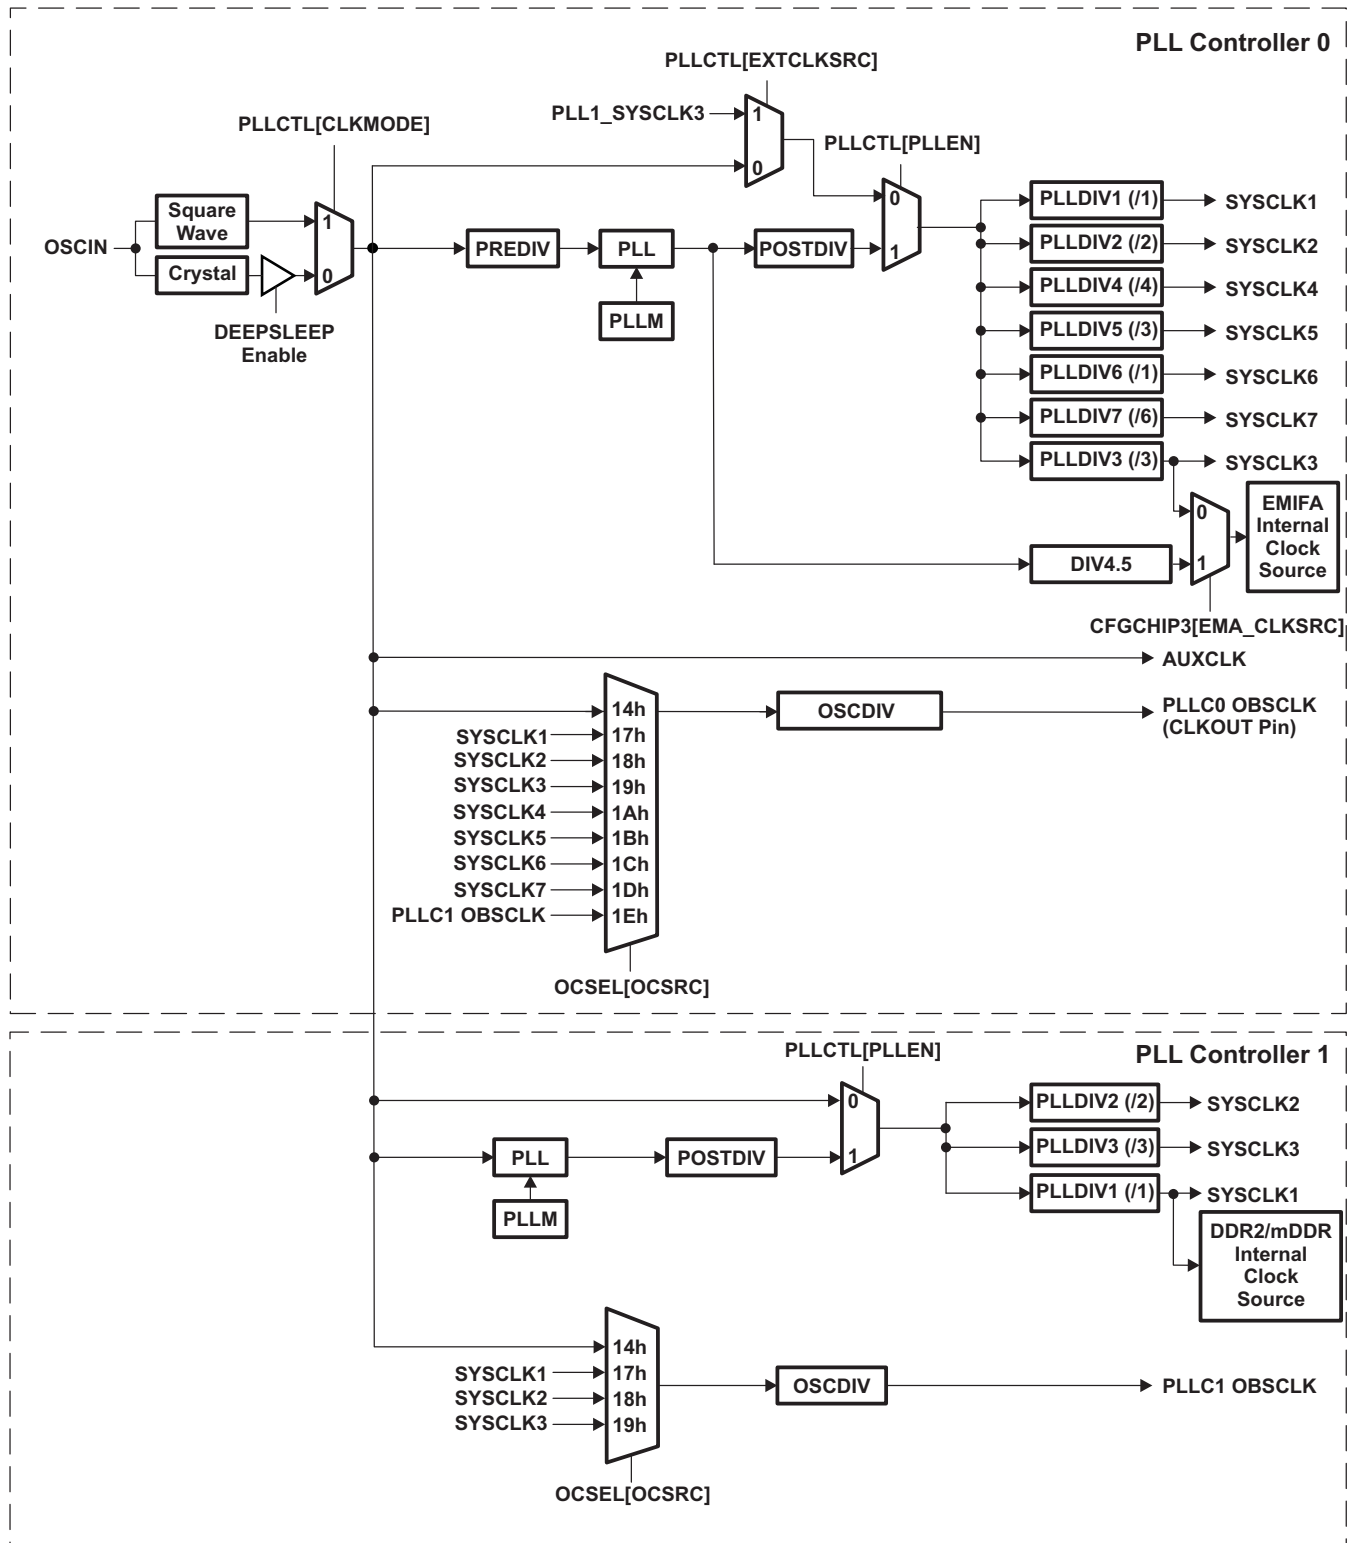 PLL Controller 0
PLLCTL[EXTCLKSRC]
PLL1_SYSCLK3
1
0
PLLCTL[CLKMODE]
PLLCTL[PLLEN]
OSCIN
Square
Wave
Crystal
1
0
DEEPSLEEP
Enable
PREDIV
PLL
PLLM
POSTDIV
0
1
PLLDIV1 (/1)
SYSCLK1
PLLDIV2 (/2)
SYSCLK2
PLLDIV4 (/4)
SYSCLK4
PLLDIV5 (/3)
SYSCLK5
PLLDIV6 (/1)
SYSCLK6
PLLDIV7 (/6)
SYSCLK7
PLLDIV3 (/3)
SYSCLK3
DIV4.5
0
1
EMIFA
Internal
Clock
Source
CFGCHIP3[EMA_CLKSRC]
AUXCLK
14h
SYSCLK1
17h
SYSCLK2
18h
SYSCLK3
19h
SYSCLK4
1Ah
SYSCLK5
1Bh
SYSCLK6
1Ch
SYSCLK7
1Dh
PLLC1 OBSCLK
1Eh
OSCDIV
PLLC0 OBSCLK
(CLKOUT Pin)
OCSEL[OCSRC]
PLL Controller 1
PLLCTL[PLLEN]
0
1
PLL
PLLM
POSTDIV
PLLDIV2 (/2)
SYSCLK2
PLLDIV3 (/3)
SYSCLK3
PLLDIV1 (/1)
SYSCLK1
DDR2/mDDR
Internal
Clock
Source
14h
SYSCLK1
17h
SYSCLK2
18h
SYSCLK3
19h
OSCDIV
PLLC1 OBSCLK
OCSEL[OCSRC]